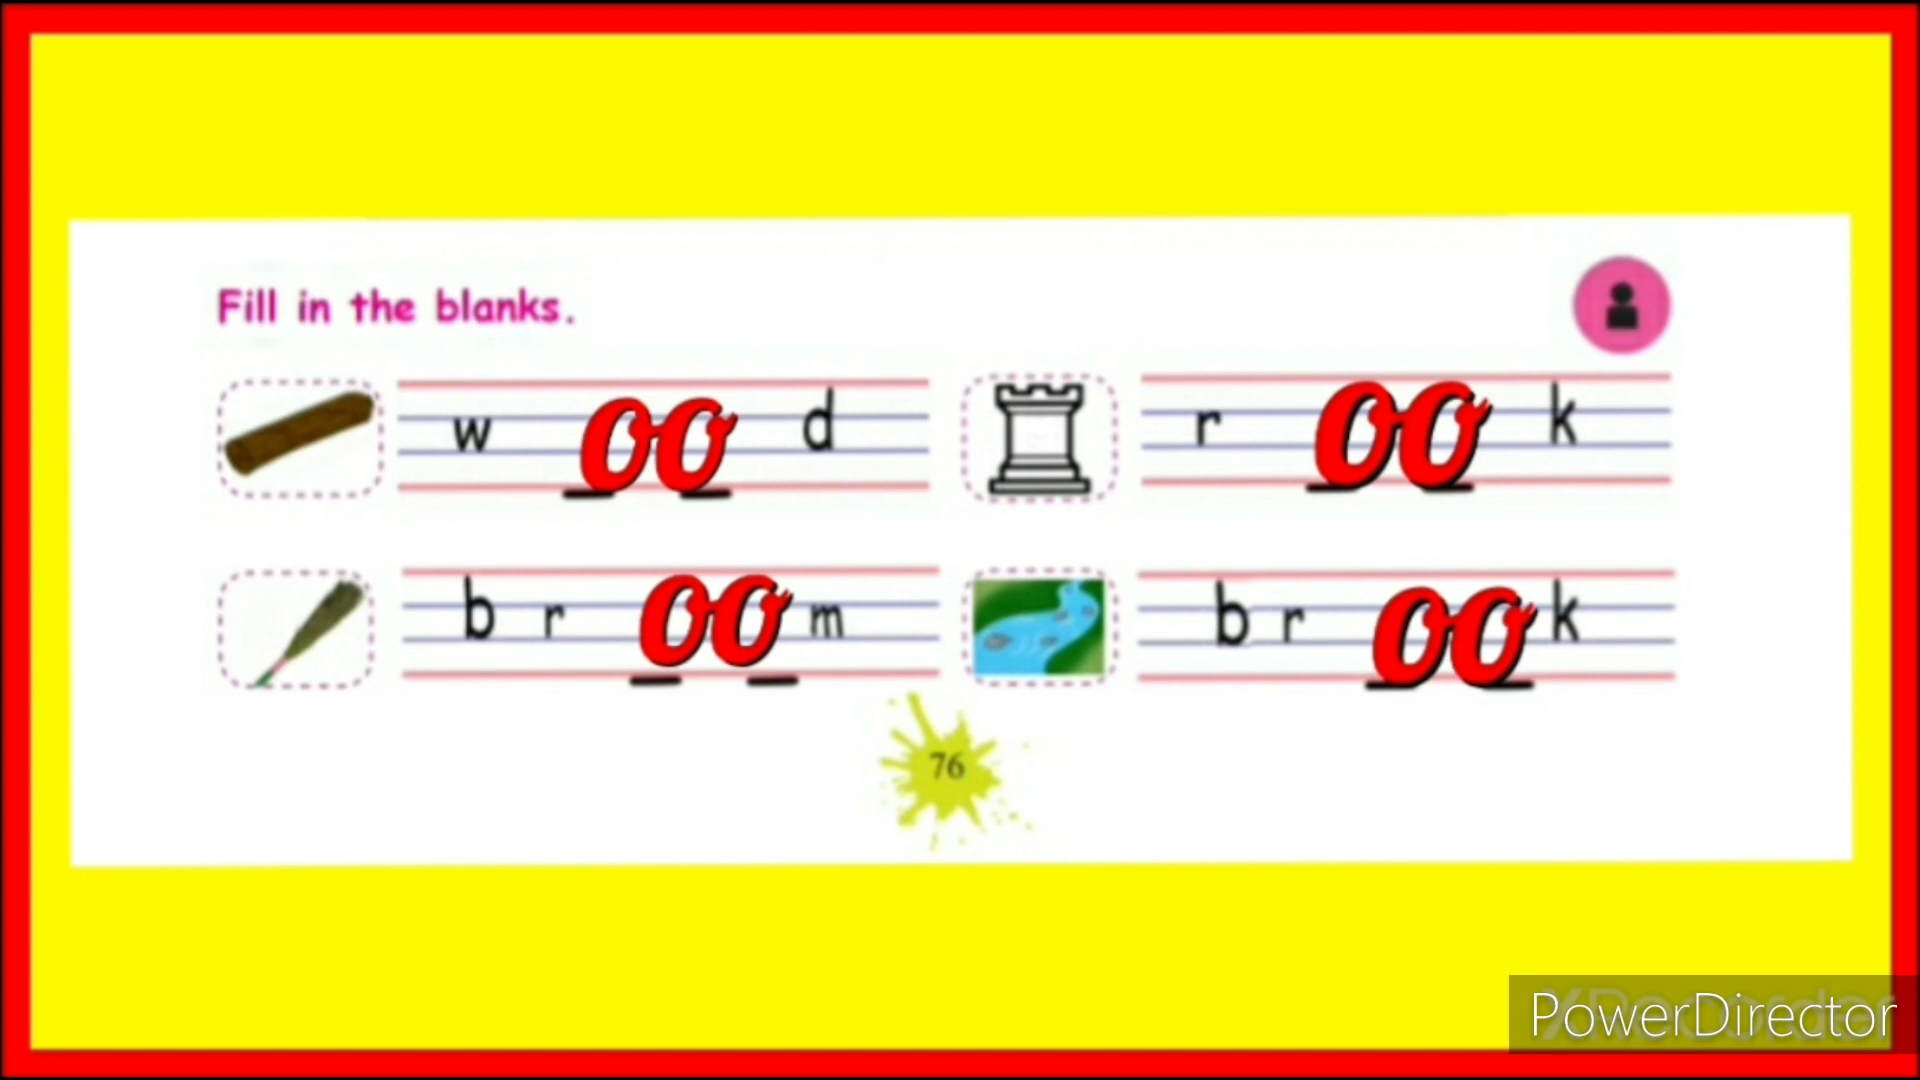 Fill in the blanks.
w oo d
r oo k
b r oo m
b r oo k
76
PowerDirector